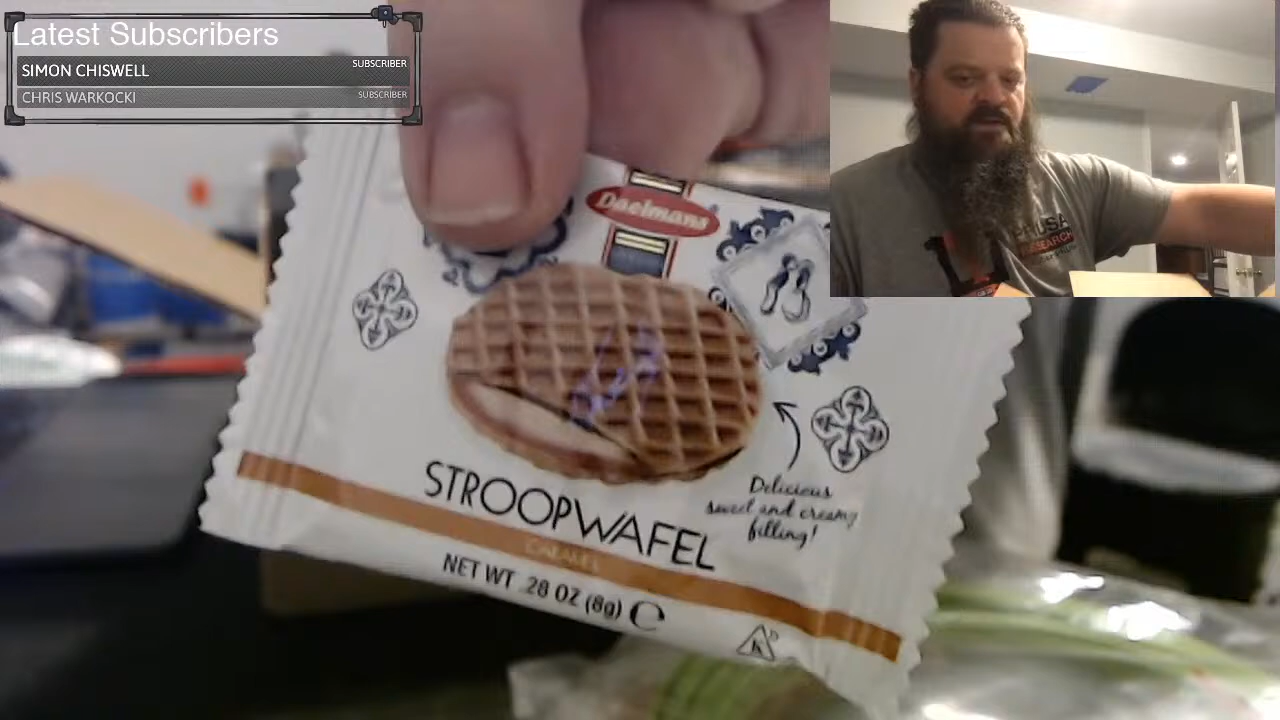 Latest Subscribers
SIMON CHISWELL SUBSCRIBER
CHRIS WARKOCKI SUBSCRIBER
Daelmans
Delicious
sweet and creamy
filling!
STROOPWAFEL
CARAMEL
NET WT .28 OZ (8g) e
K D